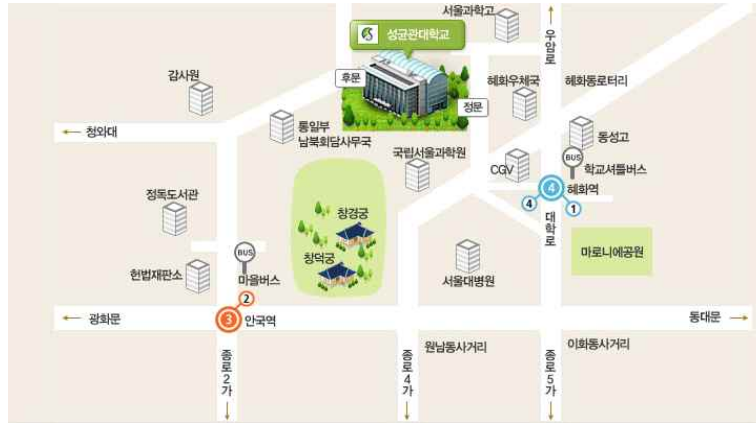 서울과학고
성균관대학교
우암로
감사원
후문
정문
혜화우체국
혜화동로터리
청와대
통일부
남북회담사무국
국립서울과학원
동성고
CGV
BUS
학교셔틀버스
4
혜화역
4
1
정독도서관
창경궁
대학로
창덕궁
마로니에공원
BUS
헌법재판소
마을버스
서울대병원
2
광화문
3
안국역
동대문
원남동사거리
이화동사거리
종로2가
종로4가
종로5가